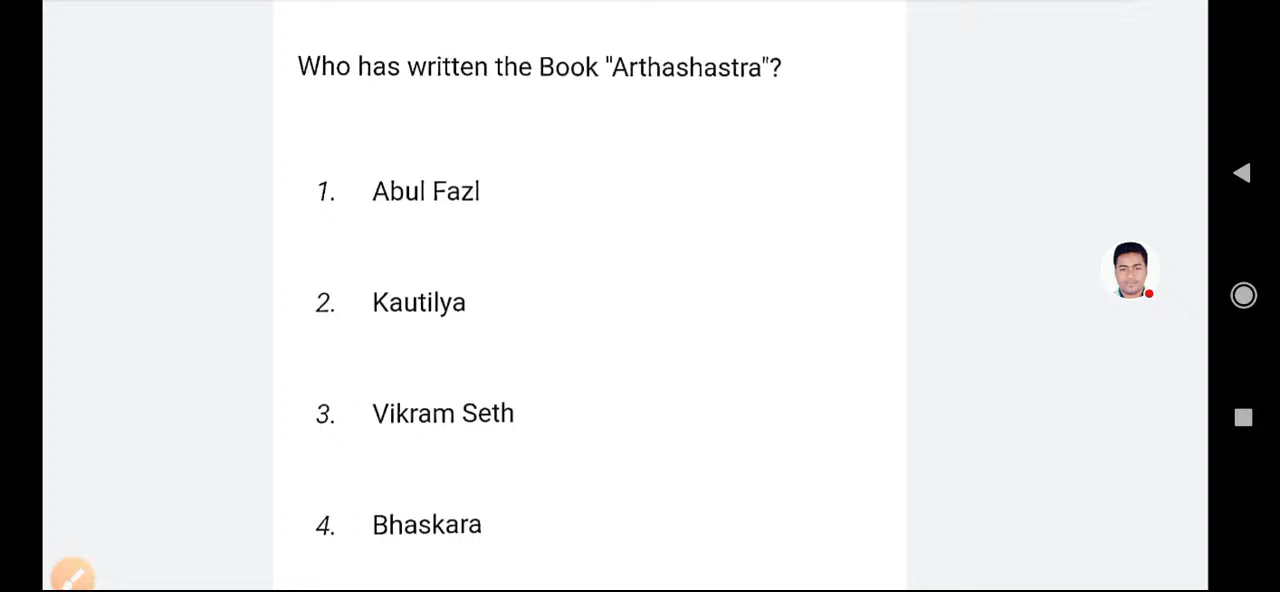 Who has written the Book "Arthashastra"?
1. Abul Fazl
2. Kautilya
3. Vikram Seth
4. Bhaskara